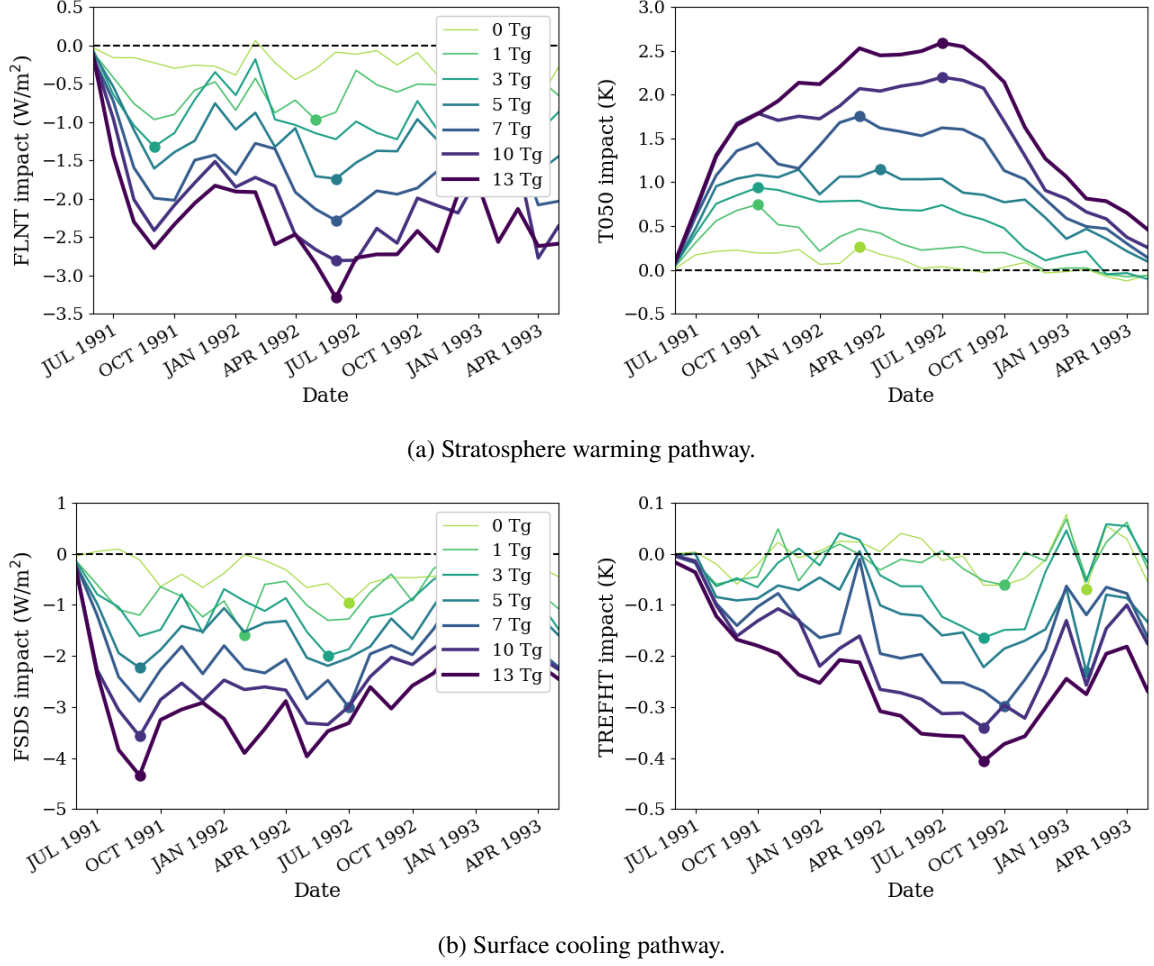 0.5
0.0
−0.5
−1.0
−1.5
−2.0
−2.5
−3.0
−3.5
FLNT impact (W/m²)
0 Tg
1 Tg
3 Tg
5 Tg
7 Tg
10 Tg
13 Tg
JUL 1991
OCT 1991
JAN 1992
APR 1992
JUL 1992
OCT 1992
JAN 1993
APR 1993
Date
3.0
2.5
2.0
1.5
1.0
0.5
0.0
−0.5
T050 impact (K)
JUL 1991
OCT 1991
JAN 1992
APR 1992
JUL 1992
OCT 1992
JAN 1993
APR 1993
Date
(a) Stratosphere warming pathway.
1
0
−1
−2
−3
−4
−5
FSDS impact (W/m²)
0 Tg
1 Tg
3 Tg
5 Tg
7 Tg
10 Tg
13 Tg
JUL 1991
OCT 1991
JAN 1992
APR 1992
JUL 1992
OCT 1992
JAN 1993
APR 1993
Date
0.1
0.0
−0.1
−0.2
−0.3
−0.4
−0.5
TREFHT impact (K)
JUL 1991
OCT 1991
JAN 1992
APR 1992
JUL 1992
OCT 1992
JAN 1993
APR 1993
Date
(b) Surface cooling pathway.